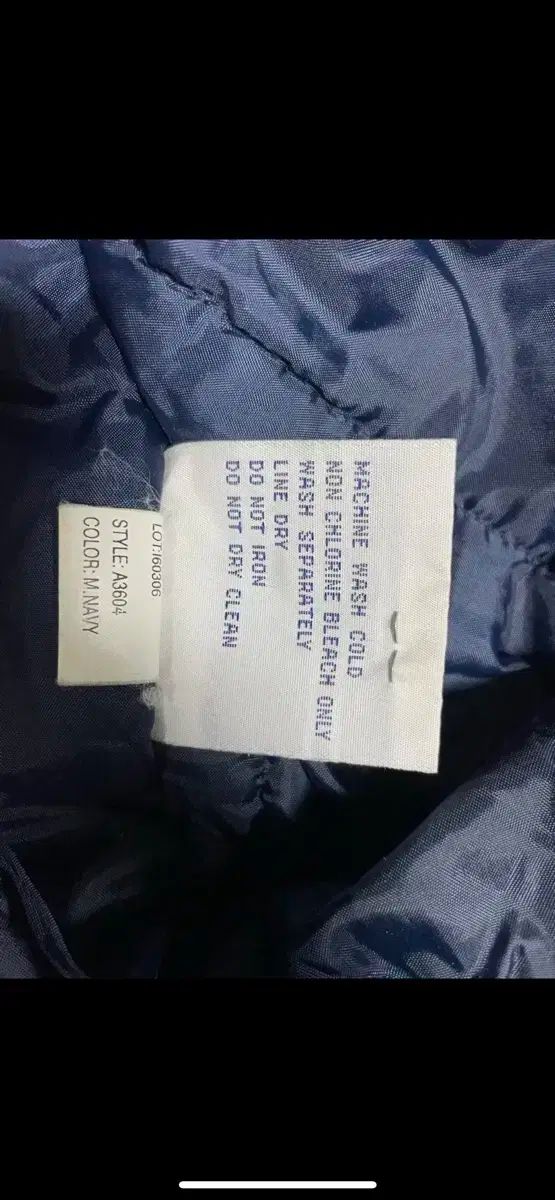 MACHINE WASH COLD
NON CHLORINE BLEACH ONLY
WASH SEPARATELY
LINE DRY
DO NOT IRON
DO NOT DRY CLEAN
LOT:160306
STYLE: A3604
COLOR: M.NAVY